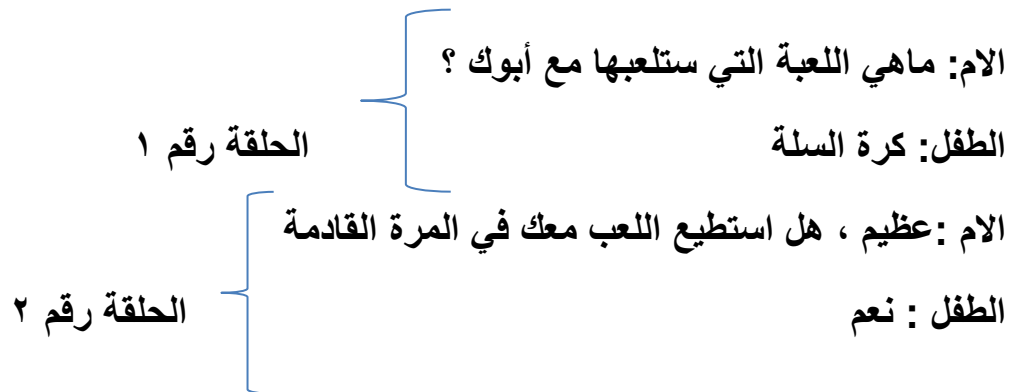 الام: ماهي اللعبة التي ستلعبها مع أبوك ؟
الطفل: كرة السلة
الحلقة رقم ١
الام :عظيم ، هل استطيع اللعب معك في المرة القادمة
الطفل : نعم
الحلقة رقم ٢